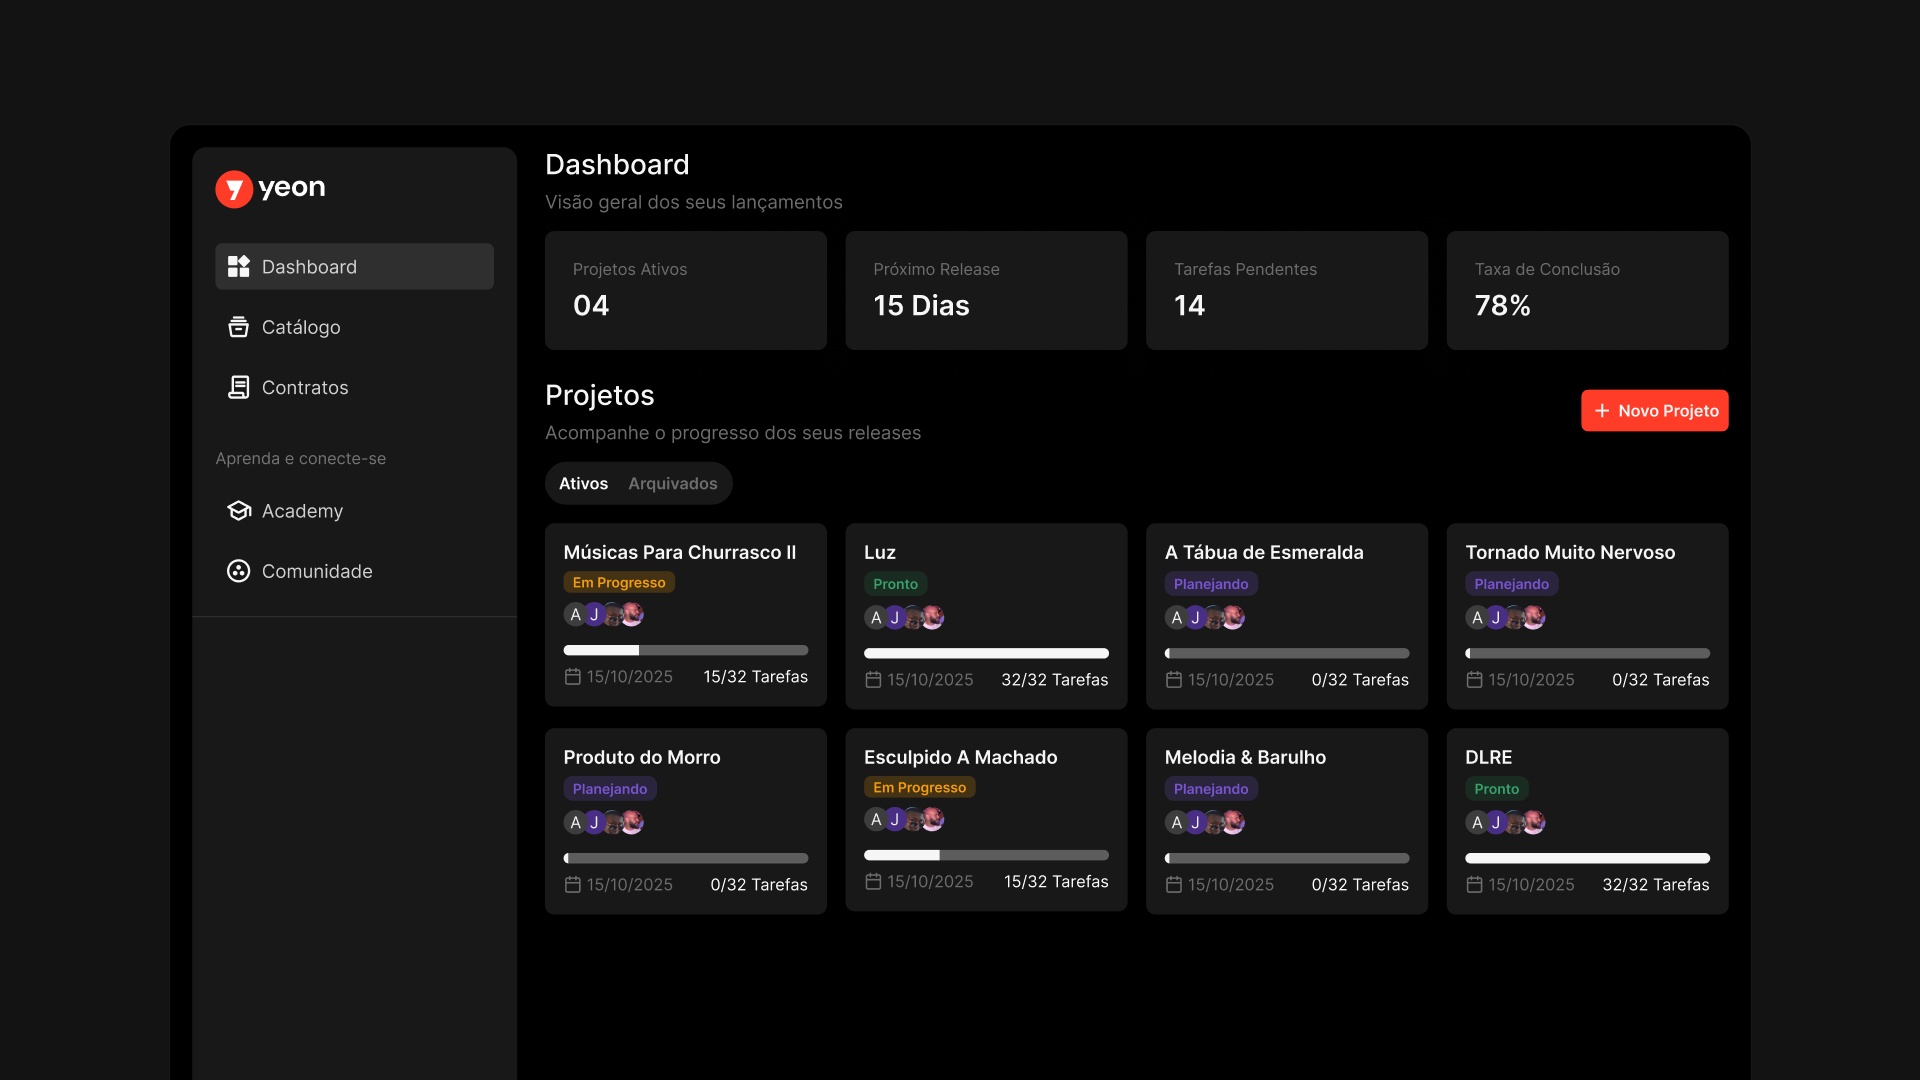 yeon
Dashboard
Catálogo
Contratos
Aprenda e conecte-se
Academy
Comunidade
Dashboard
Visão geral dos seus lançamentos
Projetos Ativos
04
Próximo Release
15 Dias
Tarefas Pendentes
14
Taxa de Conclusão
78%
Projetos
Acompanhe o progresso dos seus releases
+ Novo Projeto
Ativos Arquivados
Músicas Para Churrasco II
Em Progresso
A J
15/10/2025 15/32 Tarefas
Luz
Pronto
A J
15/10/2025 32/32 Tarefas
A Tábua de Esmeralda
Planejando
A J
15/10/2025 0/32 Tarefas
Tornado Muito Nervoso
Planejando
A J
15/10/2025 0/32 Tarefas
Produto do Morro
Planejando
A J
15/10/2025 0/32 Tarefas
Esculpido A Machado
Em Progresso
A J
15/10/2025 15/32 Tarefas
Melodia & Barulho
Planejando
A J
15/10/2025 0/32 Tarefas
DLRE
Pronto
A J
15/10/2025 32/32 Tarefas